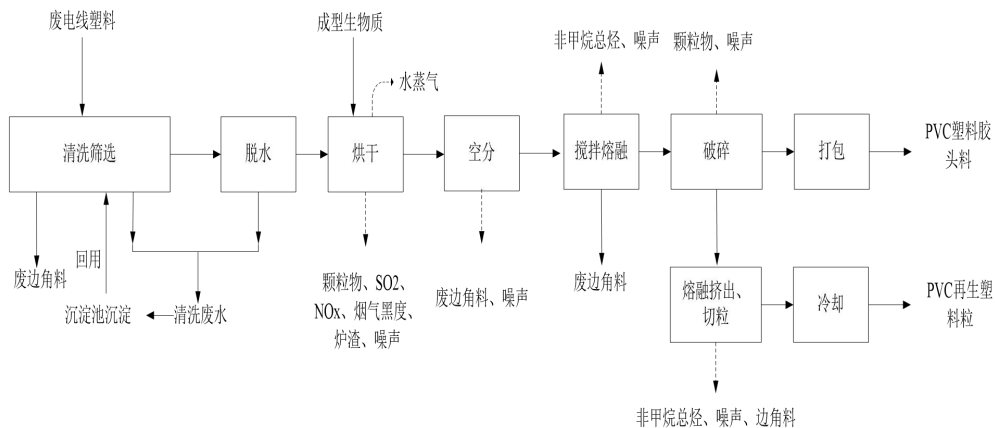 废电线塑料
成型生物质
非甲烷总烃、噪声
颗粒物、噪声
水蒸气
清洗筛选
脱水
烘干
空分
搅拌熔融
破碎
打包
PVC塑料胶
头料
废边角料
回用
沉淀池沉淀
清洗废水
颗粒物、SO2、
NOx、烟气黑度、
炉渣、噪声
废边角料、噪声
废边角料
熔融挤出、
切粒
冷却
PVC再生塑
料粒
非甲烷总烃、噪声、边角料